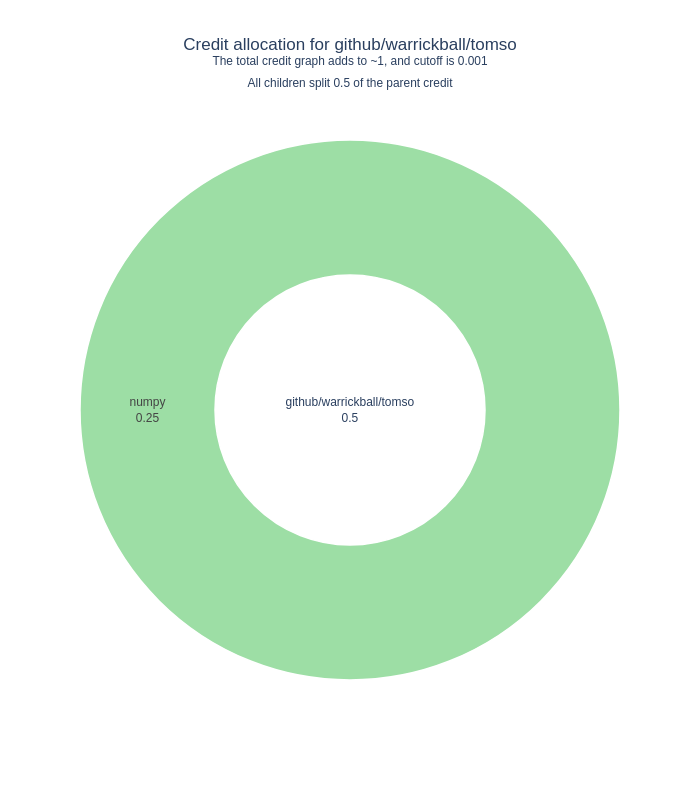 Credit allocation for github/warrickball/tomso
The total credit graph adds to ~1, and cutoff is 0.001
All children split 0.5 of the parent credit
numpy
0.25
github/warrickball/tomso
0.5